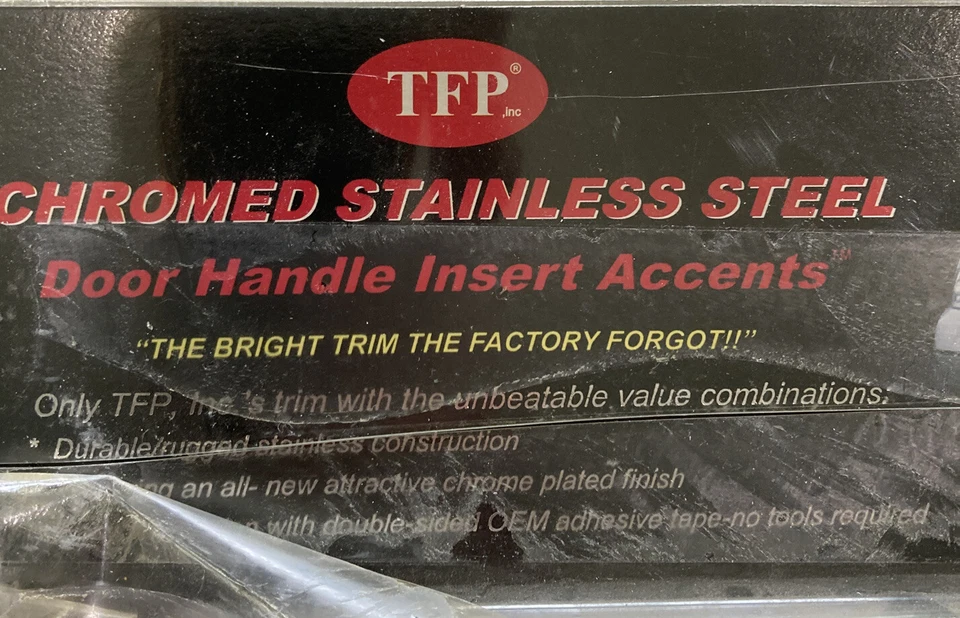 TFP®
,inc
CHROMED STAINLESS STEEL
Door Handle Insert Accents™
“THE BRIGHT TRIM THE FACTORY FORGOT!!”
Only TFP, Inc.'s trim with the unbeatable value combinations:
* Durable/rugged stainless construction
an all- new attractive chrome plated finish
with double-sided OEM adhesive tape-no tools required